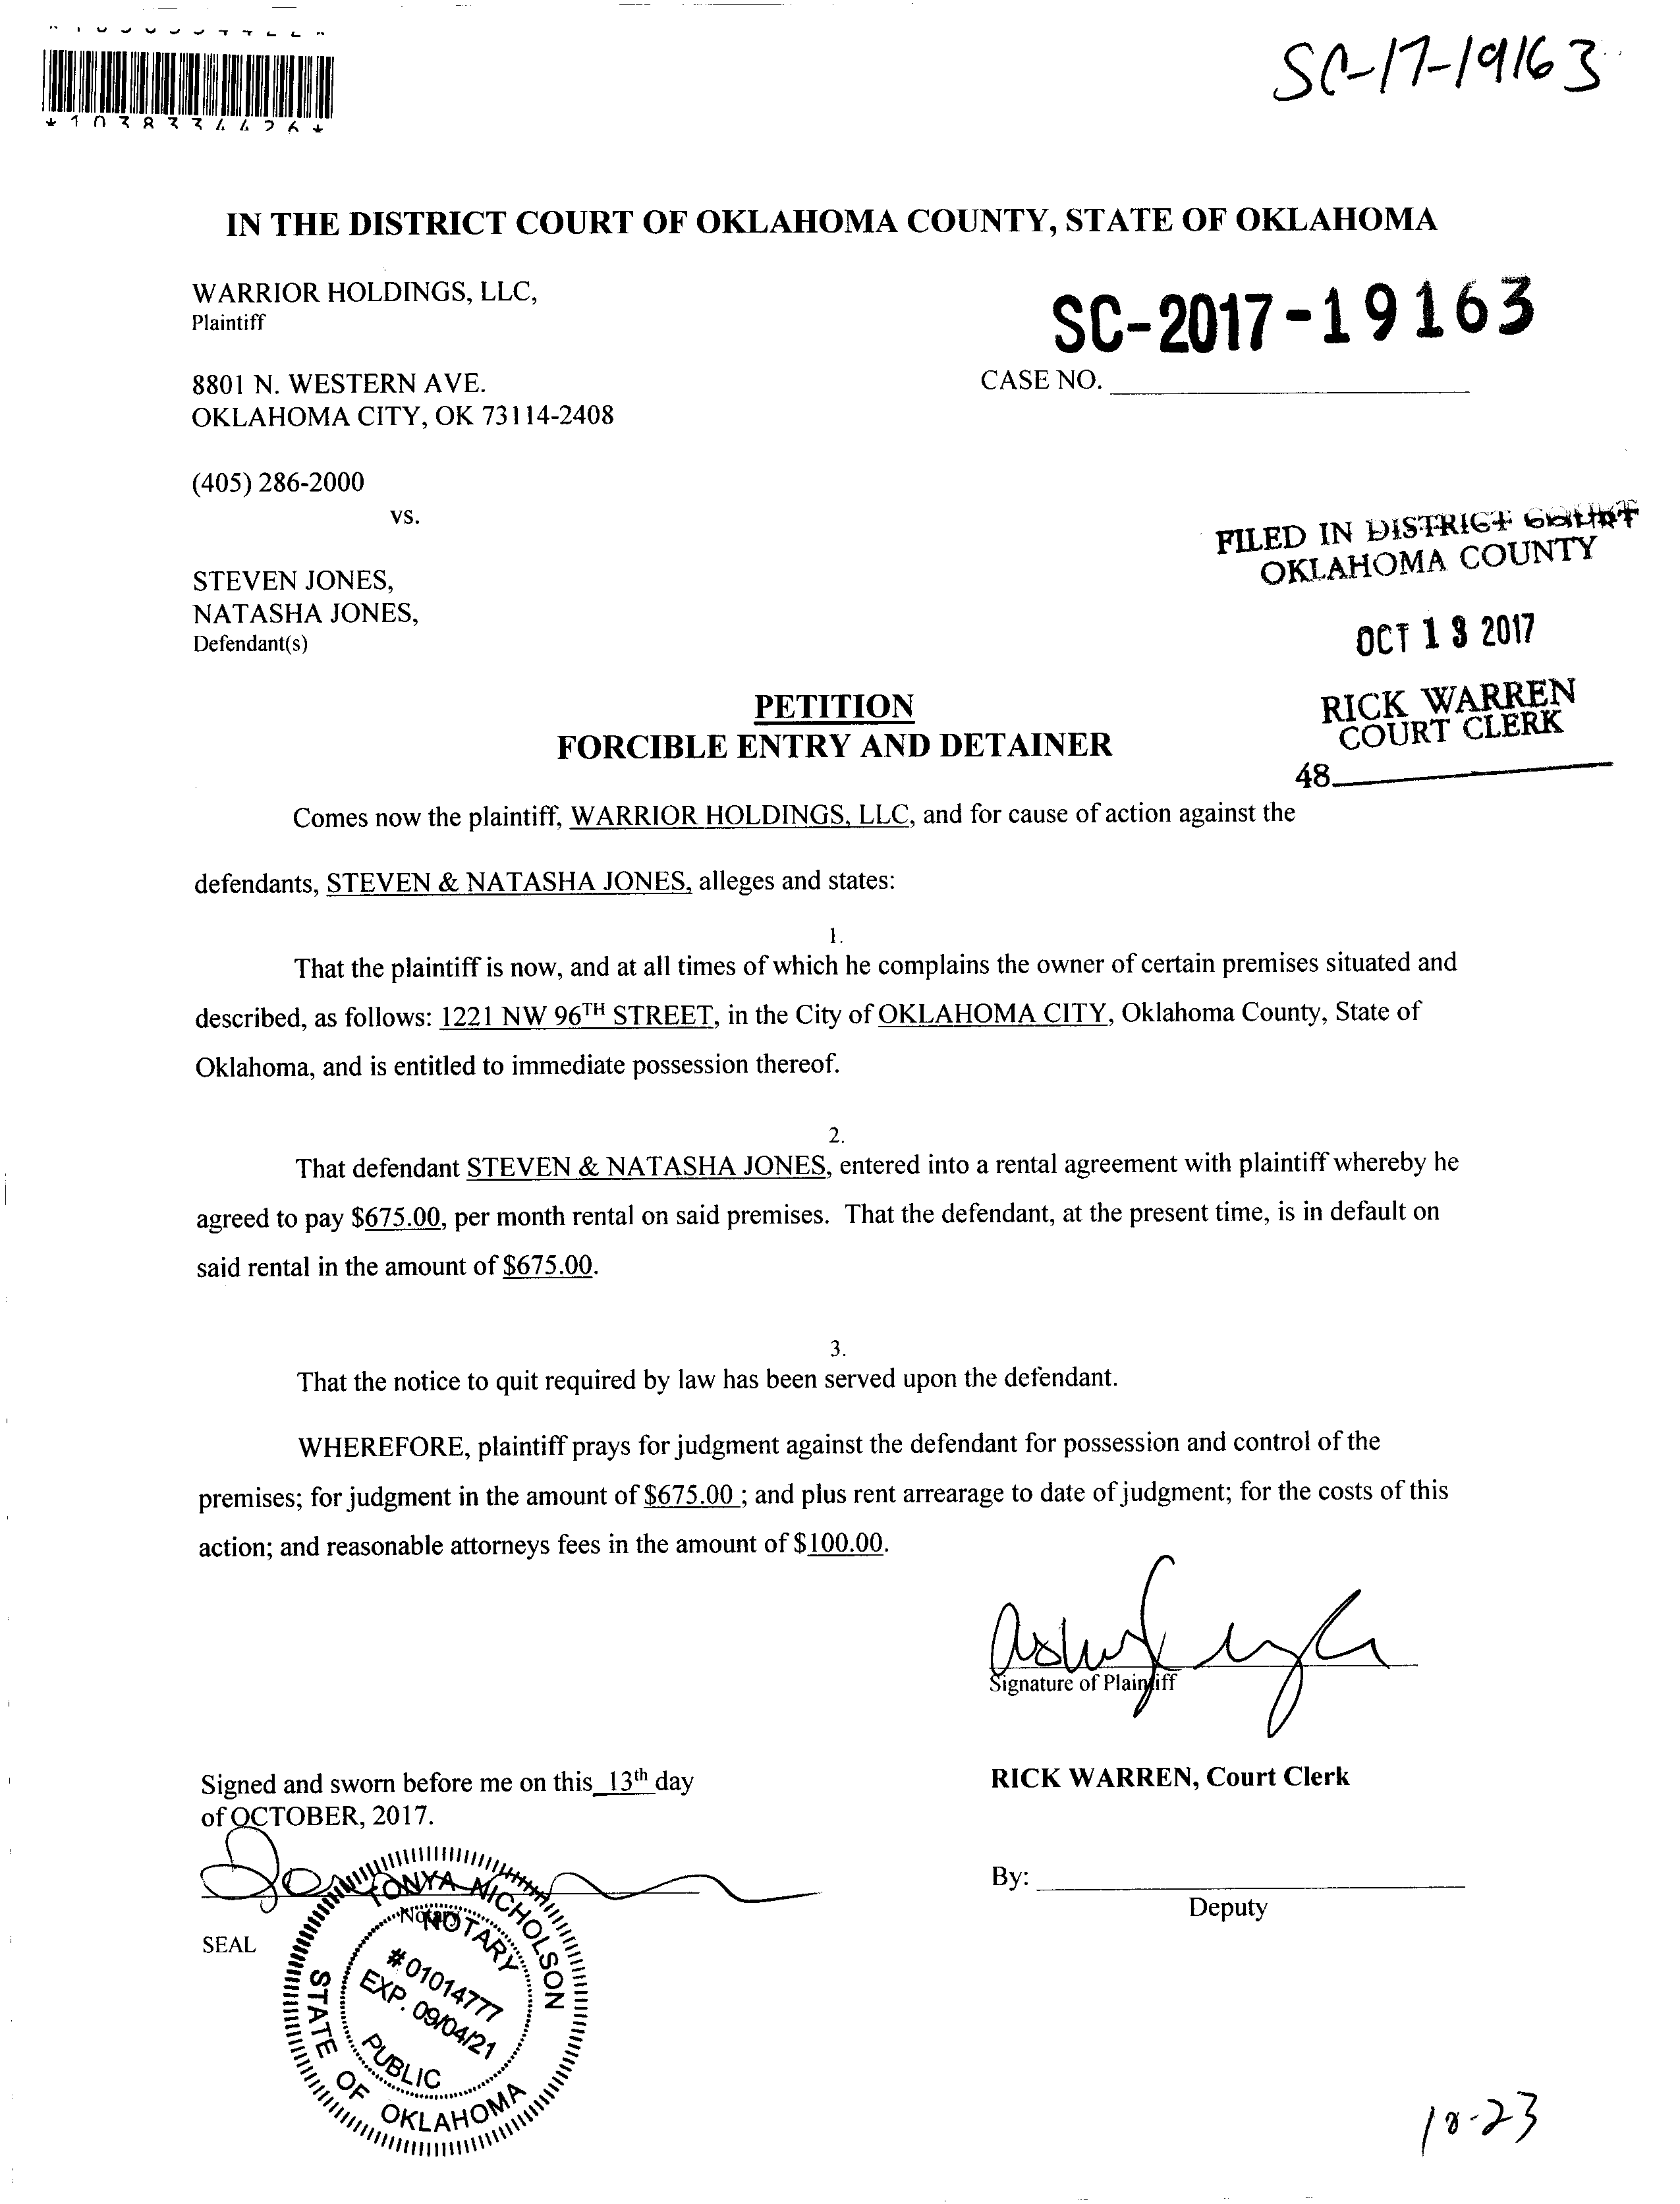 SC-17-19163
*1038334426*
IN THE DISTRICT COURT OF OKLAHOMA COUNTY, STATE OF OKLAHOMA
WARRIOR HOLDINGS, LLC,
Plaintiff
SC-2017-19163
8801 N. WESTERN AVE.
CASE NO.
OKLAHOMA CITY, OK 73114-2408
(405) 286-2000
vs.
FILED IN DISTRICT COURT
OKLAHOMA COUNTY
STEVEN JONES,
NATASHA JONES,
Defendant(s)
OCT 13 2017
RICK WARREN
COURT CLERK
48
PETITION
FORCIBLE ENTRY AND DETAINER
Comes now the plaintiff, WARRIOR HOLDINGS, LLC, and for cause of action against the
defendants, STEVEN & NATASHA JONES, alleges and states:
1.
That the plaintiff is now, and at all times of which he complains the owner of certain premises situated and
described, as follows: 1221 NW 96TH STREET, in the City of OKLAHOMA CITY, Oklahoma County, State of
Oklahoma, and is entitled to immediate possession thereof.
2.
That defendant STEVEN & NATASHA JONES, entered into a rental agreement with plaintiff whereby he
agreed to pay $675.00, per month rental on said premises. That the defendant, at the present time, is in default on
said rental in the amount of $675.00.
3.
That the notice to quit required by law has been served upon the defendant.
WHEREFORE, plaintiff prays for judgment against the defendant for possession and control of the
premises; for judgment in the amount of $675.00 ; and plus rent arrearage to date of judgment; for the costs of this
action; and reasonable attorneys fees in the amount of $100.00.
Signature of Plaintiff
Signed and sworn before me on this 13th day
of OCTOBER, 2017.
RICK WARREN, Court Clerk
By:
Deputy
Notary
SEAL
TONYA NICHOLSON
NOTARY
#01014777
EXP. 09/04/21
PUBLIC
STATE OF OKLAHOMA
10-23